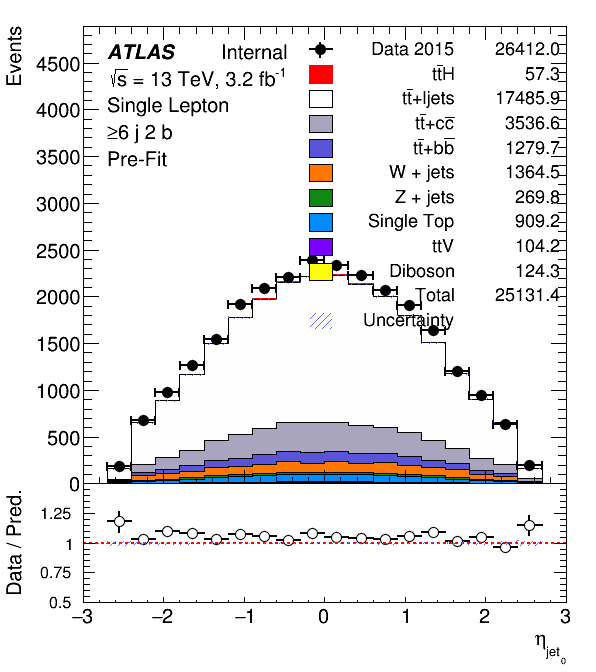 Events
ATLAS Internal
√s = 13 TeV, 3.2 fb⁻¹
Single Lepton
≥6 j 2 b
Pre-Fit
Data 2015 26412.0
tt̄H 57.3
tt̄+ljets 17485.9
tt̄+cc̄ 3536.6
tt̄+bb̄ 1279.7
W + jets 1364.5
Z + jets 269.8
Single Top 909.2
ttV 104.2
Diboson 124.3
Total 25131.4
Uncertainty
4500
4000
3500
3000
2500
2000
1500
1000
500
0
Data / Pred.
1.25
1
0.75
0.5
−3 −2 −1 0 1 2 3
η_jet_0